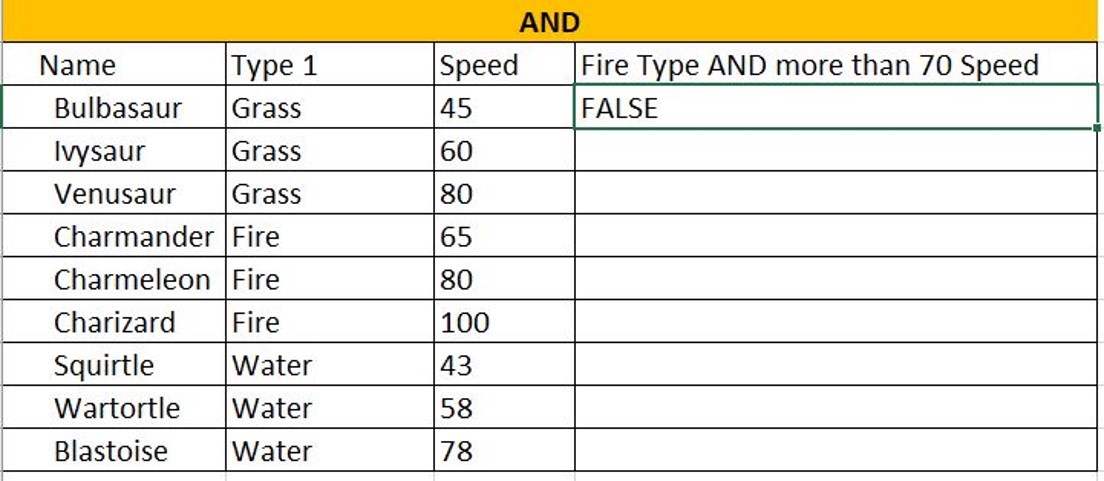 AND
Name Type 1 Speed Fire Type AND more than 70 Speed
Bulbasaur Grass 45 FALSE
Ivysaur Grass 60
Venusaur Grass 80
Charmander Fire 65
Charmeleon Fire 80
Charizard Fire 100
Squirtle Water 43
Wartortle Water 58
Blastoise Water 78